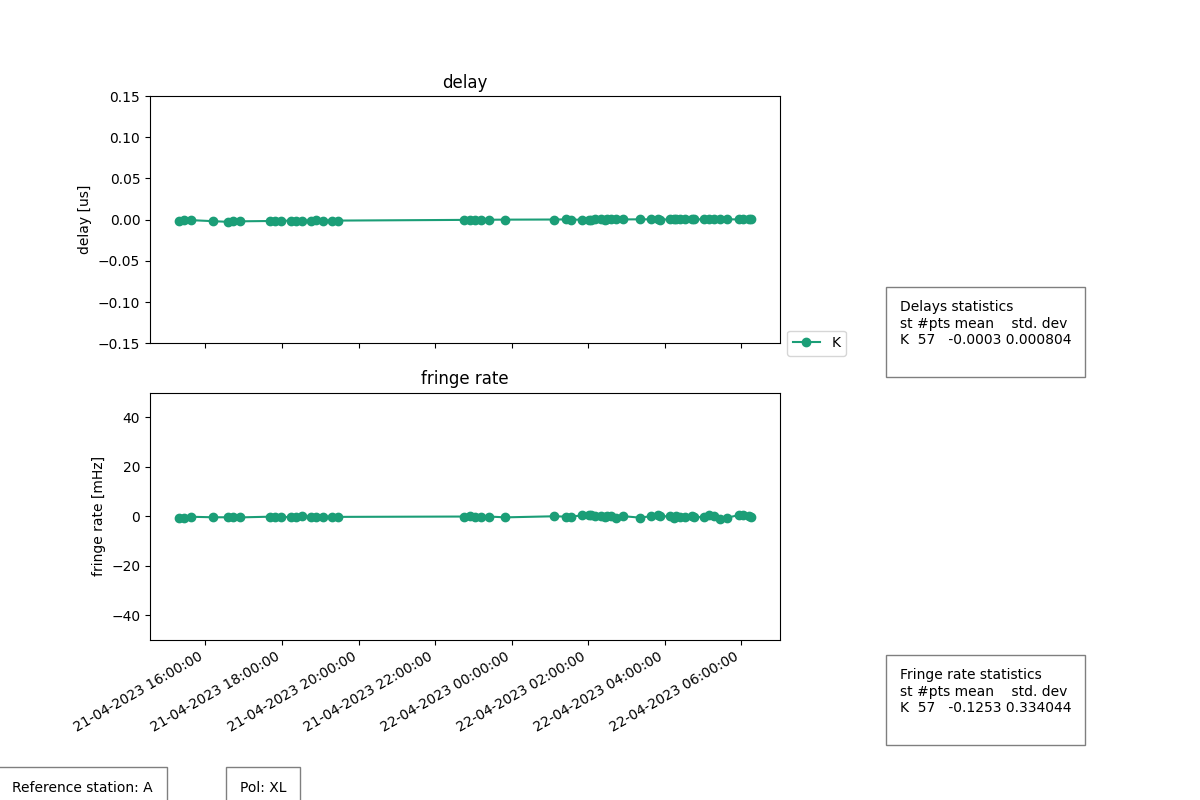 delay
0.15
0.10
0.05
0.00
−0.05
−0.10
−0.15
delay [us]
K
Delays statistics
st #pts mean    std. dev
K  57   -0.0003 0.000804
fringe rate
40
20
0
−20
−40
fringe rate [mHz]
21-04-2023 16:00:00
21-04-2023 18:00:00
21-04-2023 20:00:00
21-04-2023 22:00:00
22-04-2023 00:00:00
22-04-2023 02:00:00
22-04-2023 04:00:00
22-04-2023 06:00:00
Fringe rate statistics
st #pts mean    std. dev
K  57   -0.1253 0.334044
Reference station: A
Pol: XL